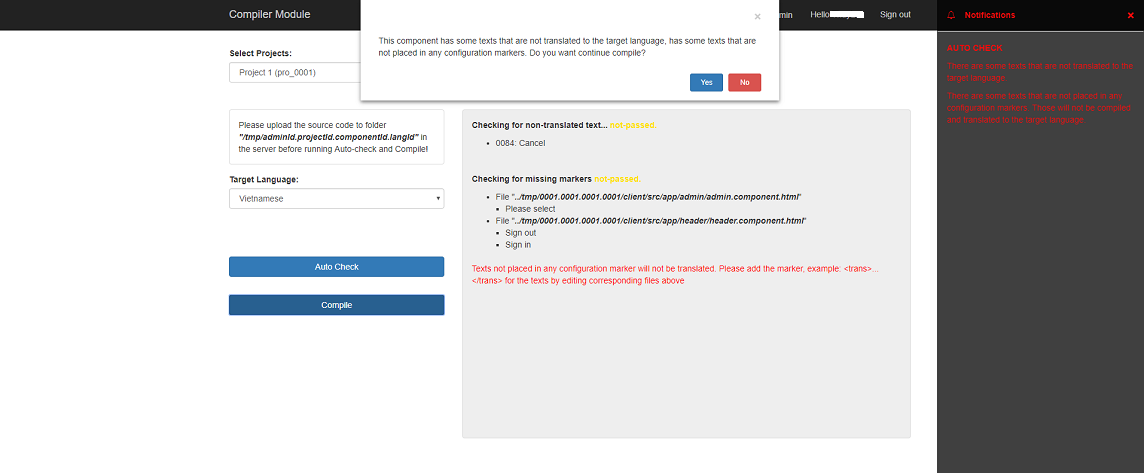 Compiler Module
min
Hello
Sign out
Notifications
×
×
This component has some texts that are not translated to the target language, has some texts that are
not placed in any configuration markers. Do you want continue compile?
Yes
No
Select Projects:
Project 1 (pro_0001)
Please upload the source code to folder
"/tmp/adminId.projectId.componentId.langId" in
the server before running Auto-check and Compile!
Target Language:
Vietnamese
Auto Check
Compile
Checking for non-translated text... not-passed.
• 0084: Cancel
Checking for missing markers not-passed.
• File "../tmp/0001.0001.0001.0001/client/src/app/admin/admin.component.html"
• Please select
• File "../tmp/0001.0001.0001.0001/client/src/app/header/header.component.html"
• Sign out
• Sign in
Texts not placed in any configuration marker will not be translated. Please add the marker, example: <trans>...
</trans> for the texts by editing corresponding files above
AUTO CHECK
There are some texts that are not translated to the
target language.
There are some texts that are not placed in any
configuration markers. These will not be compiled
and translated to the target language.